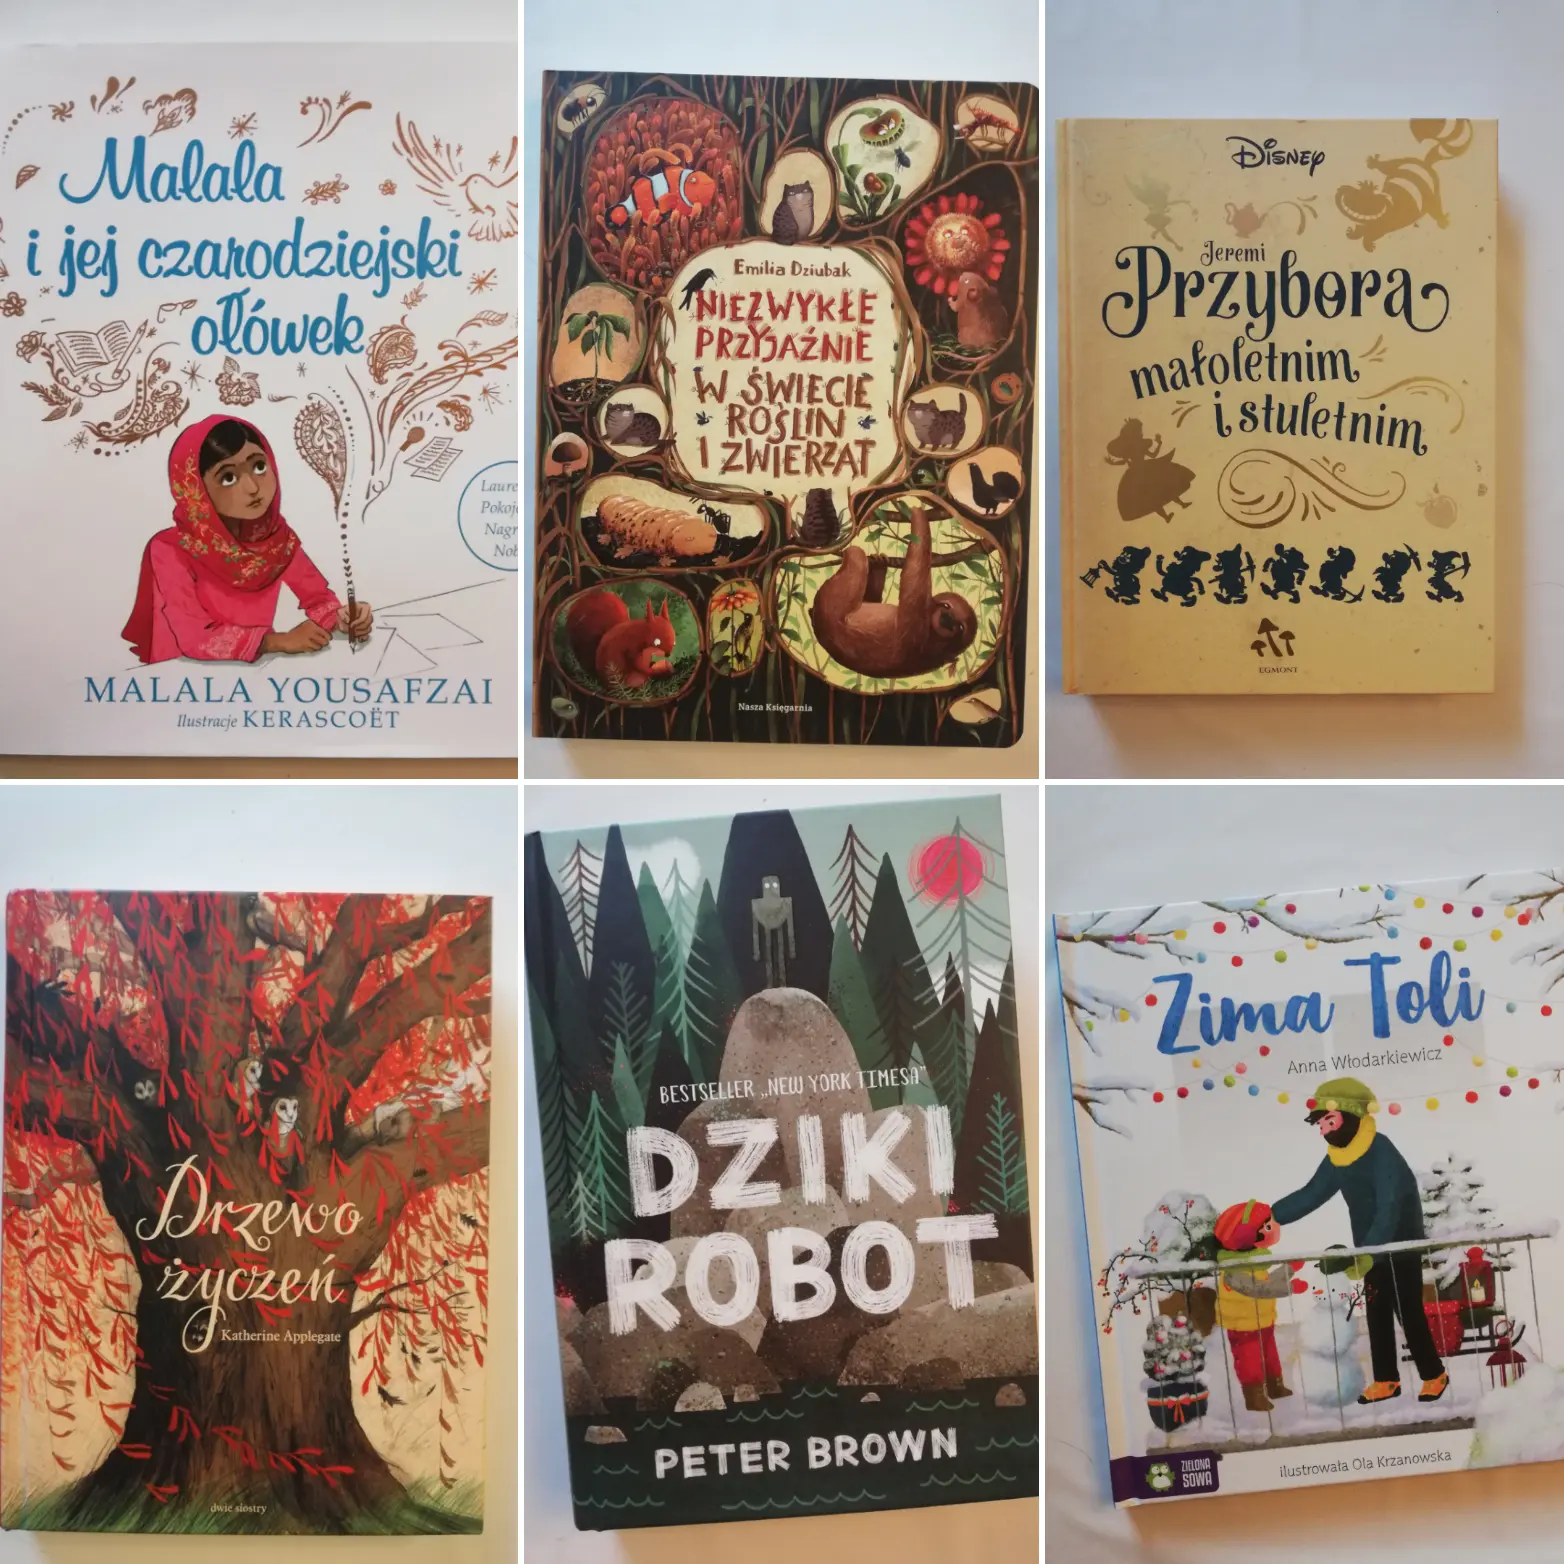 Malala
i jej czarodziejski
ołówek
Pokoj
MALALA YOUSAFZAI
Ilustracje KERASCOËT
Emilia Dziubak
NIEZWYKŁE
PRZYJAŹNIE
W ŚWIECIE
ROŚLIN
I ZWIERZĄT
Nasza Księgarnia
Disney
Jeremi
Przybora
małoletnim
i stuletnim
EGMONT
Drzewo
życzeń
Katherine Applegate
dwie siostry
BESTSELLER „NEW YORK TIMESA”
DZIKI
ROBOT
PETER BROWN
Zima Toli
Anna Włodarkiewicz
ZIELONA
SOWA
ilustrowała Ola Krzanowska